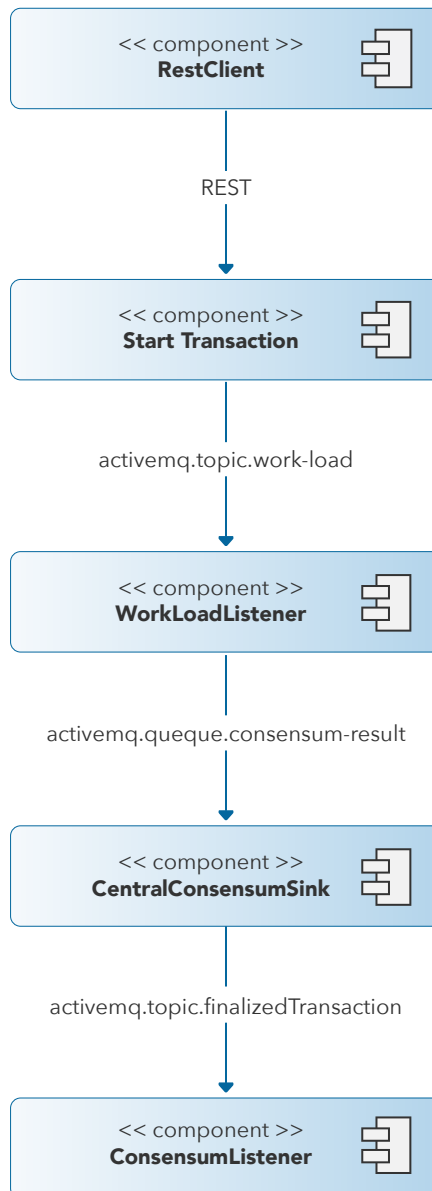 << component >>
RestClient
REST
<< component >>
Start Transaction
activemq.topic.work-load
<< component >>
WorkLoadListener
activemq.queque.consensum-result
<< component >>
CentralConsensumSink
activemq.topic.finalizedTransaction
<< component >>
ConsensumListener